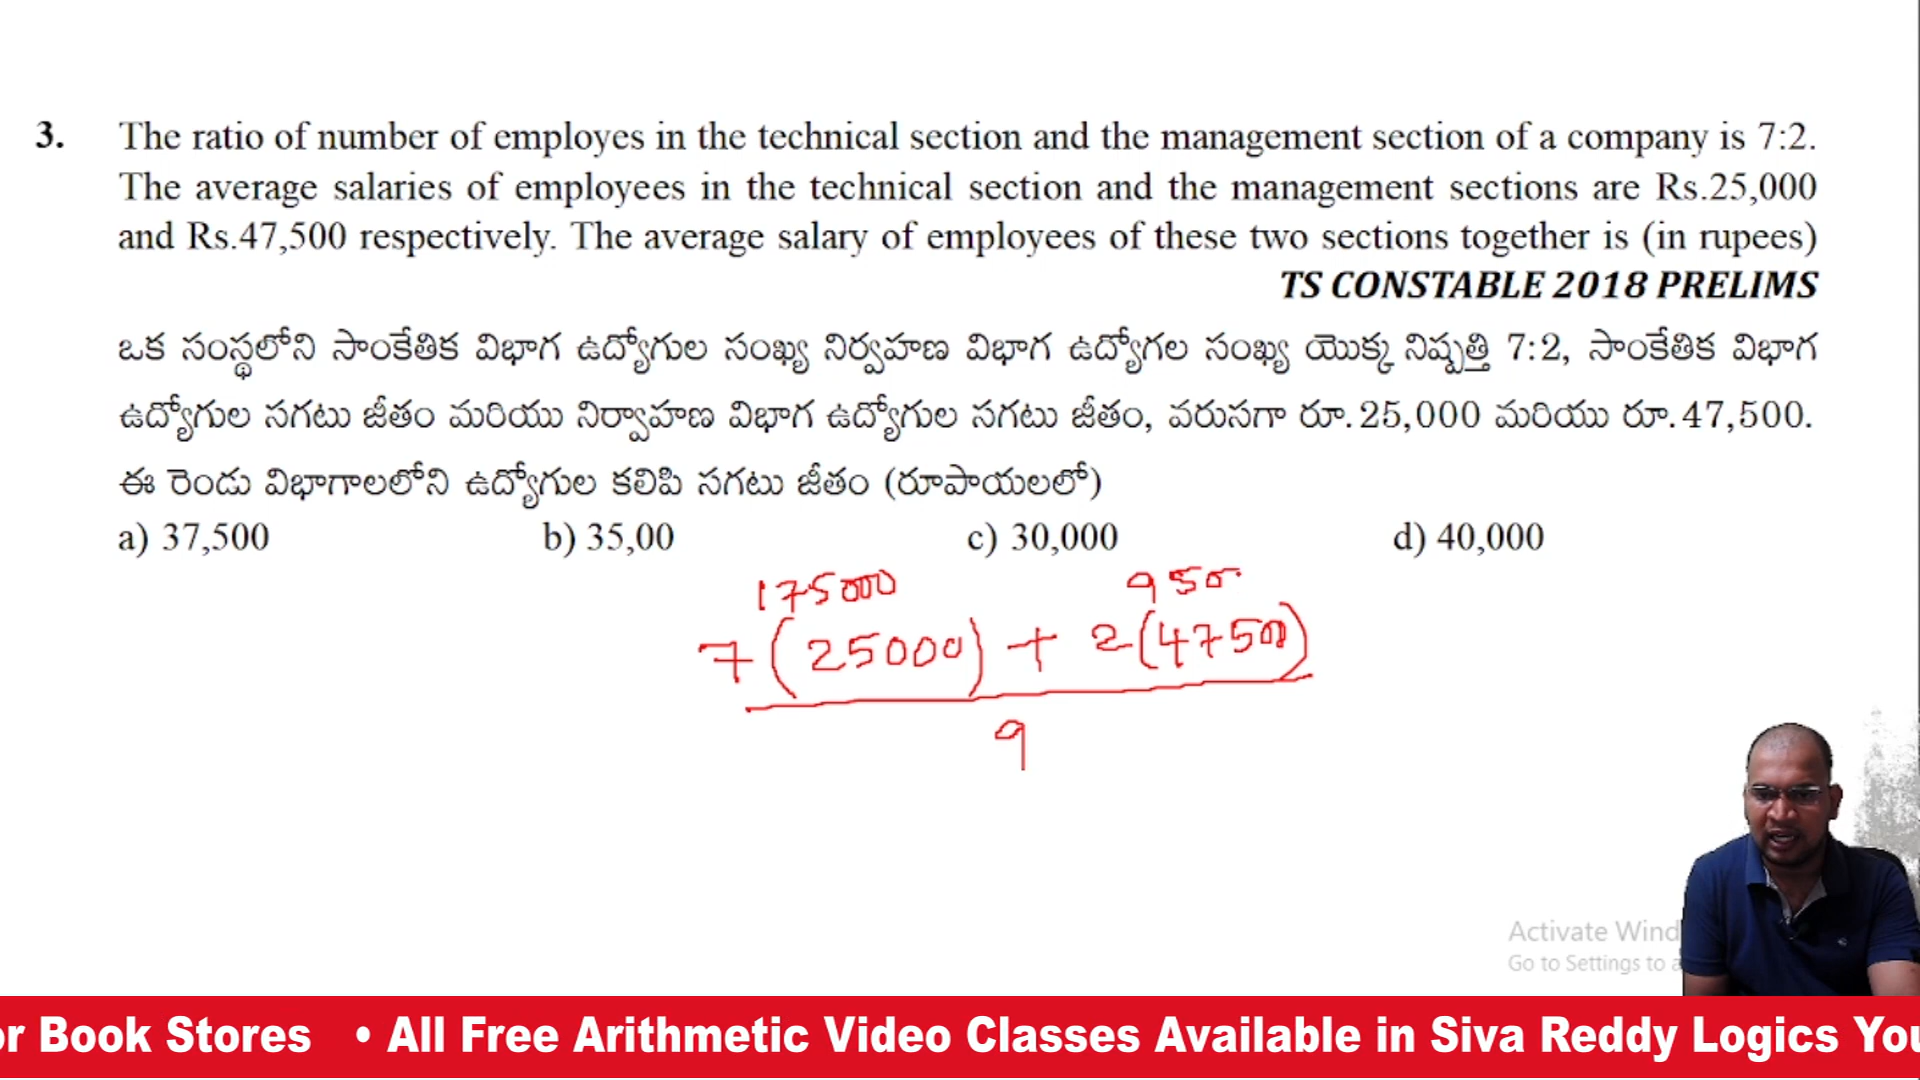 3. The ratio of number of employes in the technical section and the management section of a company is 7:2.
The average salaries of employees in the technical section and the management sections are Rs.25,000
and Rs.47,500 respectively. The average salary of employees of these two sections together is (in rupees)
TS CONSTABLE 2018 PRELIMS
ఒక సంస్థలోని సాంకేతిక విభాగ ఉద్యోగుల సంఖ్య నిర్వహణ విభాగ ఉద్యోగల సంఖ్య యొక్క నిష్పత్తి 7:2, సాంకేతిక విభాగ
ఉద్యోగుల సగటు జీతం మరియు నిర్వాహణ విభాగ ఉద్యోగుల సగటు జీతం, వరుసగా రూ.25,000 మరియు రూ.47,500.
ఈ రెండు విభాగాలలోని ఉద్యోగుల కలిపి సగటు జీతం (రూపాయలలో)
a) 37,500 b) 35,00 c) 30,000 d) 40,000
175000 950
7(25000) + 2(47500)
9
Activate Wind
Go to Settings to a
or Book Stores • All Free Arithmetic Video Classes Available in Siva Reddy Logics You